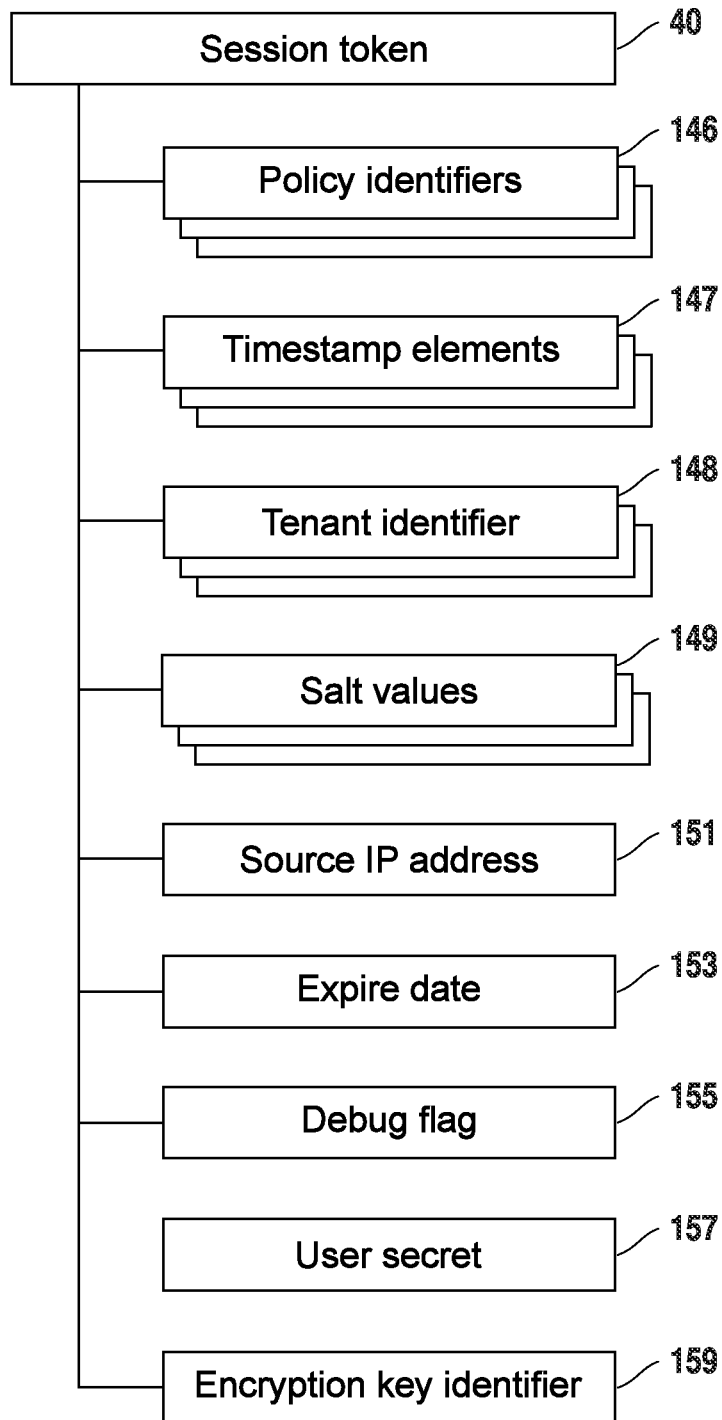 Session token 40
Policy identifiers 146
Timestamp elements 147
Tenant identifier 148
Salt values 149
Source IP address 151
Expire date 153
Debug flag 155
User secret 157
Encryption key identifier 159